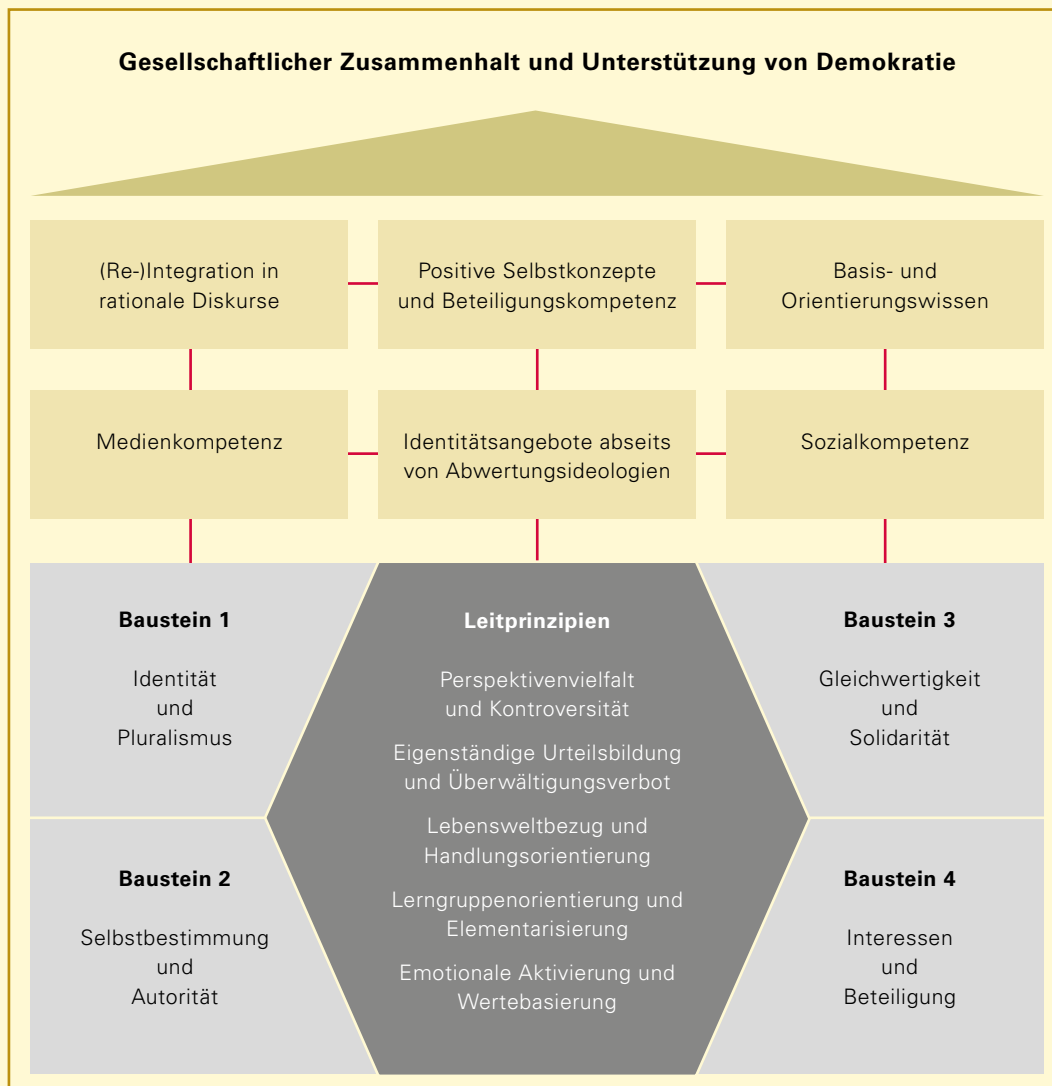 Gesellschaftlicher Zusammenhalt und Unterstützung von Demokratie
(Re-)Integration in
rationale Diskurse
Positive Selbstkonzepte
und Beteiligungskompetenz
Basis- und
Orientierungswissen
Medienkompetenz
Identitätsangebote abseits
von Abwertungsideologien
Sozialkompetenz
Baustein 1
Identität
und
Pluralismus
Baustein 2
Selbstbestimmung
und
Autorität
Leitprinzipien
Perspektivenvielfalt
und Kontroversität
Eigenständige Urteilsbildung
und Überwältigungsverbot
Lebensweltbezug und
Handlungsorientierung
Lerngruppenorientierung und
Elementarisierung
Emotionale Aktivierung und
Wertebasierung
Baustein 3
Gleichwertigkeit
und
Solidarität
Baustein 4
Interessen
und
Beteiligung